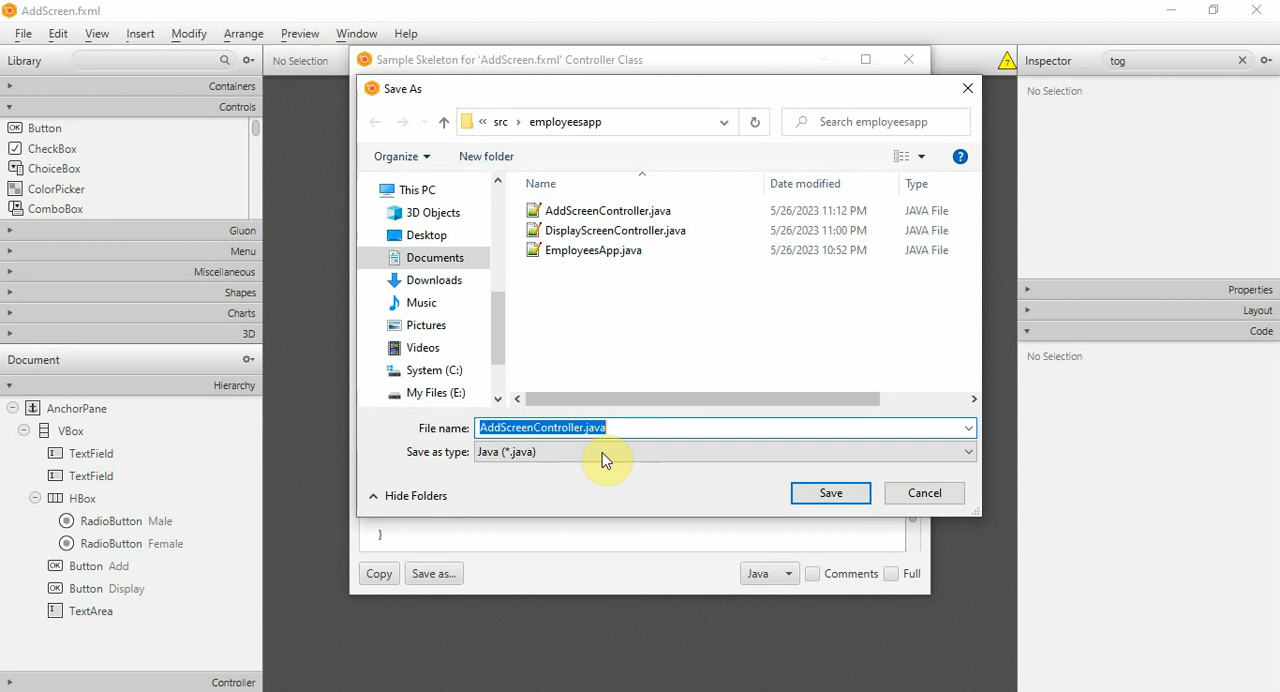 AddScreen.fxml
File Edit View Insert Modify Arrange Preview Window Help
Library
No Selection
Sample Skeleton for 'AddScreen.fxml' Controller Class
7
Inspector
tog
No Selection
Containers
Controls
Button
CheckBox
ChoiceBox
ColorPicker
ComboBox
Gluon
Menu
Miscellaneous
Shapes
Charts
3D
Document
Hierarchy
AnchorPane
VBox
TextField
TextField
HBox
RadioButton Male
RadioButton Female
Button Add
Button Display
TextArea
Controller
Save As
« src › employeesapp
Search employeesapp
Organize
New folder
This PC
3D Objects
Desktop
Documents
Downloads
Music
Pictures
Videos
System (C:)
My Files (E:)
Name Date modified Type
AddScreenController.java 5/26/2023 11:12 PM JAVA File
DisplayScreenController.java 5/26/2023 11:00 PM JAVA File
EmployeesApp.java 5/26/2023 10:52 PM JAVA File
File name: AddScreenController.java
Save as type: Java (*.java)
Hide Folders
Save
Cancel
}
Copy
Save as...
Java
Comments
Full
Properties
Layout
Code
No Selection